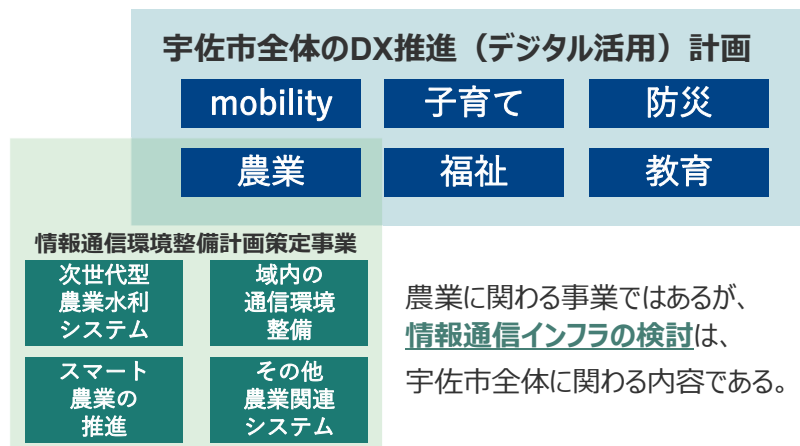 宇佐市全体のDX推進（デジタル活用）計画
mobility
子育て
防災
農業
福祉
教育
情報通信環境整備計画策定事業
次世代型
農業水利
システム
域内の
通信環境
整備
スマート
農業の
推進
その他
農業関連
システム
農業に関わる事業ではあるが、
情報通信インフラの検討は、
宇佐市全体に関わる内容である。